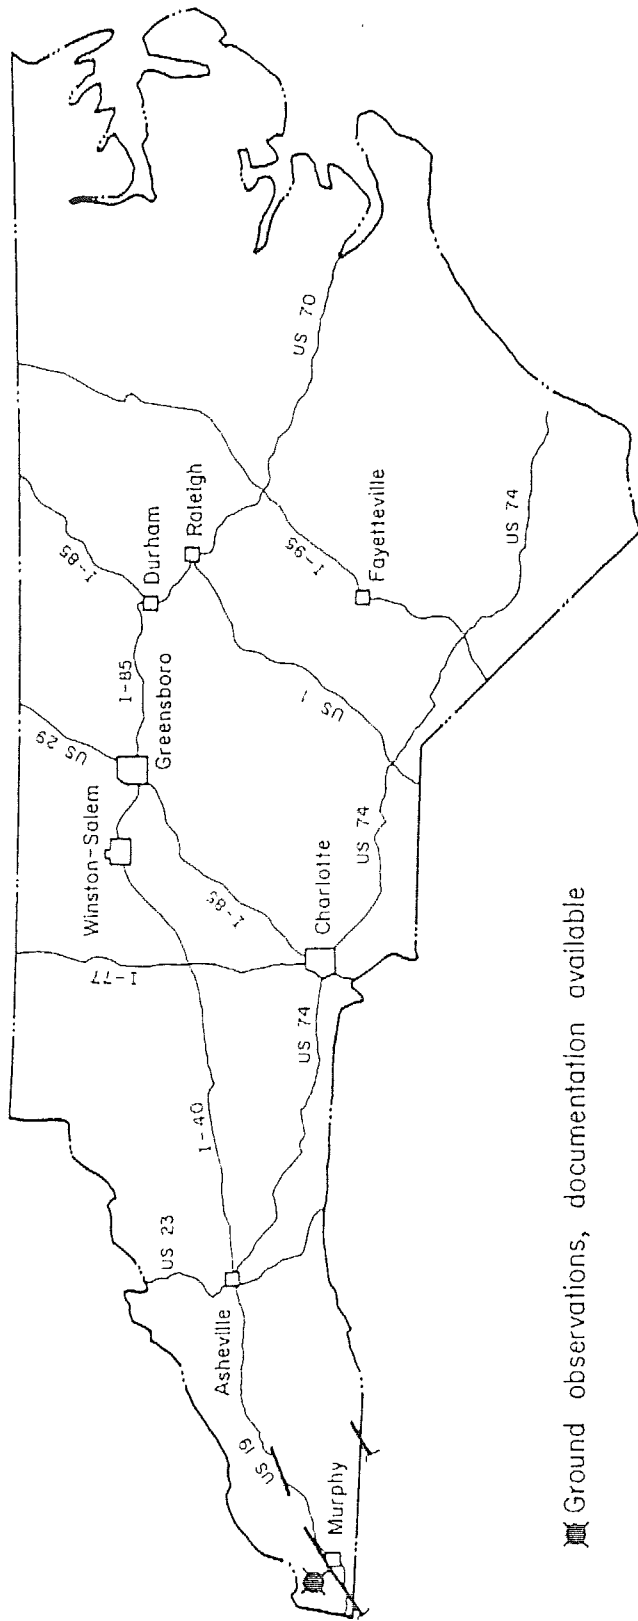 US 29
I-85
I-85
Winston-Salem
Greensboro
Durham
Raleigh
I-77
I-85
I-40
US 70
US 1
I-95
US 23
Charlotte
Fayetteville
Asheville
US 74
US 74
US 74
US 19
Murphy
Ground observations, documentation available